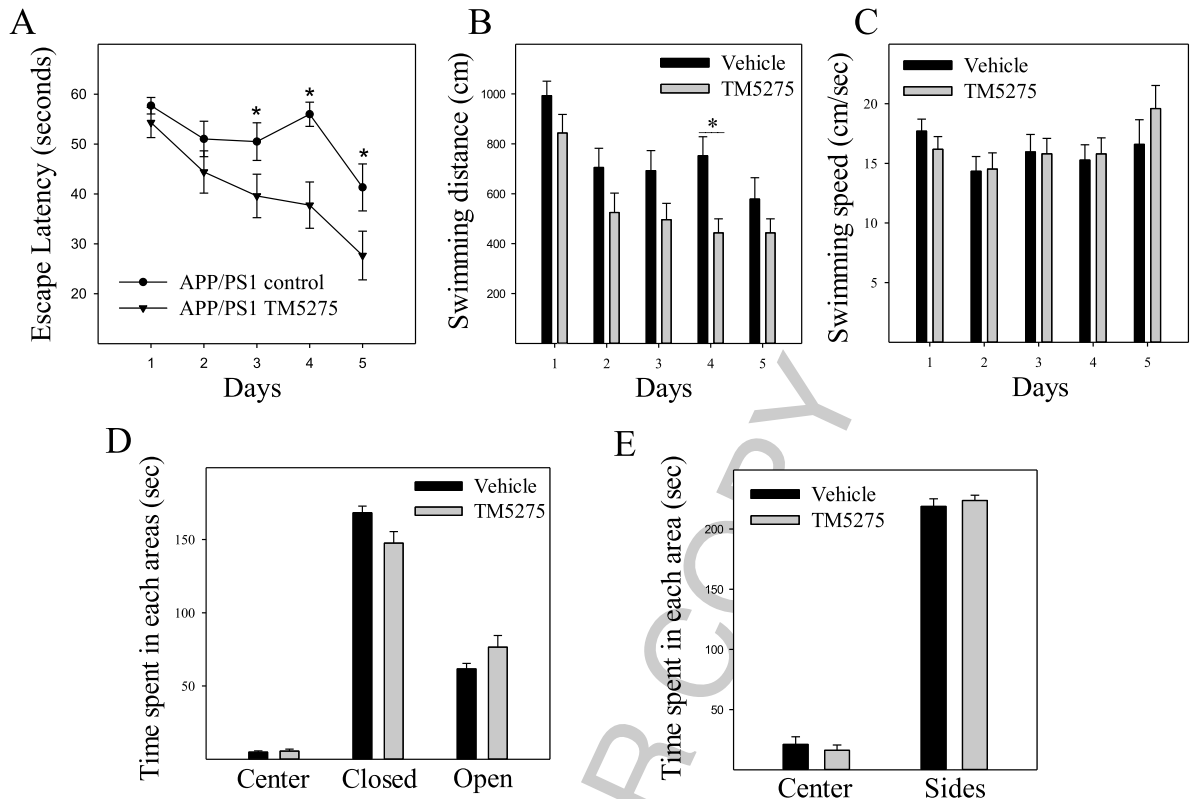 A
Escape Latency (seconds)
60
50
40
30
20
*
*
*
APP/PS1 control
APP/PS1 TM5275
1 2 3 4 5
Days
B
Swimming distance (cm)
1000
800
600
400
200
Vehicle
TM5275
*
1 2 3 4 5
Days
C
Swimming speed (cm/sec)
20
15
10
5
Vehicle
TM5275
1 2 3 4 5
Days
D
Time spent in each areas (sec)
150
100
50
Vehicle
TM5275
Center Closed Open
E
Time spent in each area (sec)
200
150
100
50
Vehicle
TM5275
Center Sides
R COPY